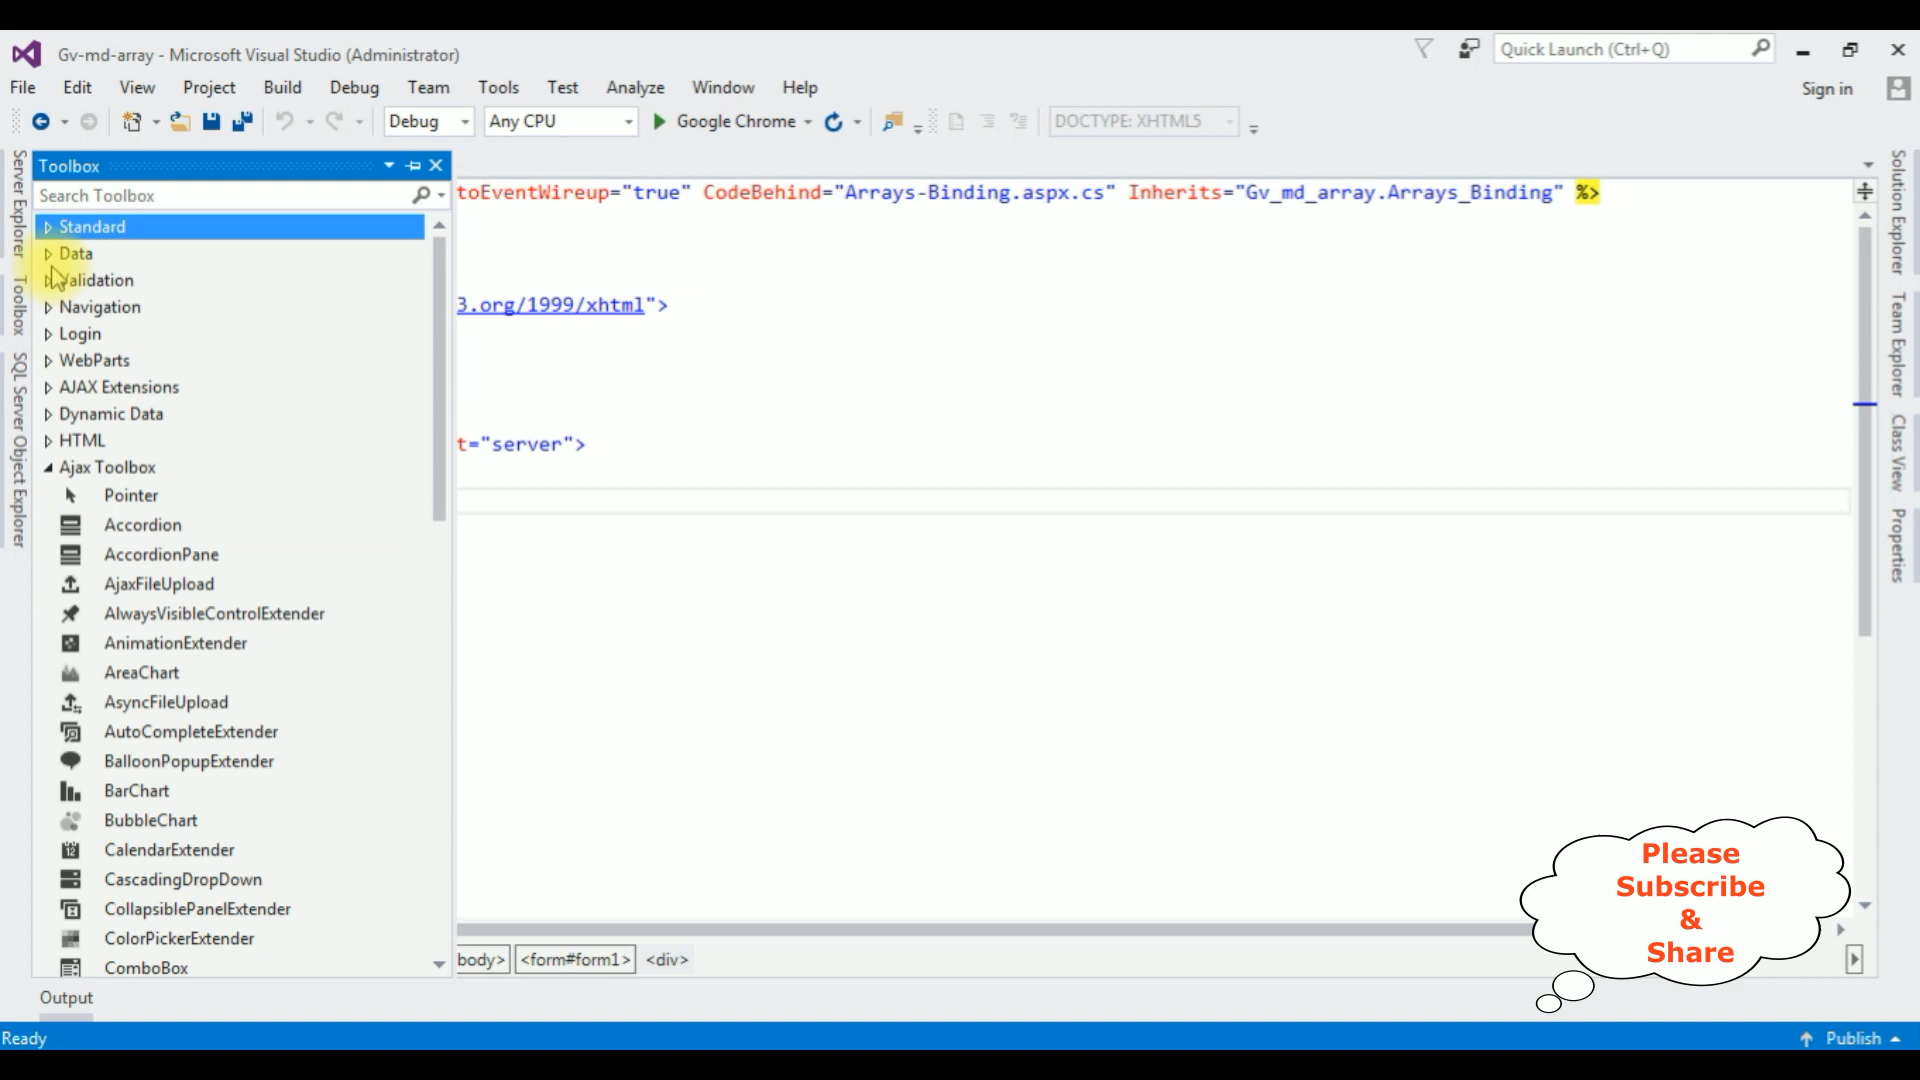 Gv-md-array - Microsoft Visual Studio (Administrator)
Quick Launch (Ctrl+Q)
File Edit View Project Build Debug Team Tools Test Analyze Window Help
Sign in
Debug
Any CPU
Google Chrome
DOCTYPE: XHTML5
Server Explorer
Toolbox
SQL Server Object Explorer
Toolbox
Search Toolbox
Standard
Data
Validation
Navigation
Login
WebParts
AJAX Extensions
Dynamic Data
HTML
Ajax Toolbox
Pointer
Accordion
AccordionPane
AjaxFileUpload
AlwaysVisibleControlExtender
AnimationExtender
AreaChart
AsyncFileUpload
AutoCompleteExtender
BalloonPopupExtender
BarChart
BubbleChart
CalendarExtender
CascadingDropDown
CollapsiblePanelExtender
ColorPickerExtender
ComboBox
toEventWireup="true" CodeBehind="Arrays-Binding.aspx.cs" Inherits="Gv_md_array.Arrays_Binding" %>
3.org/1999/xhtml">
t="server">
body> <form#form1> <div>
Solution Explorer
Team Explorer
Class View
Properties
Please
Subscribe
&
Share
Output
Ready
Publish